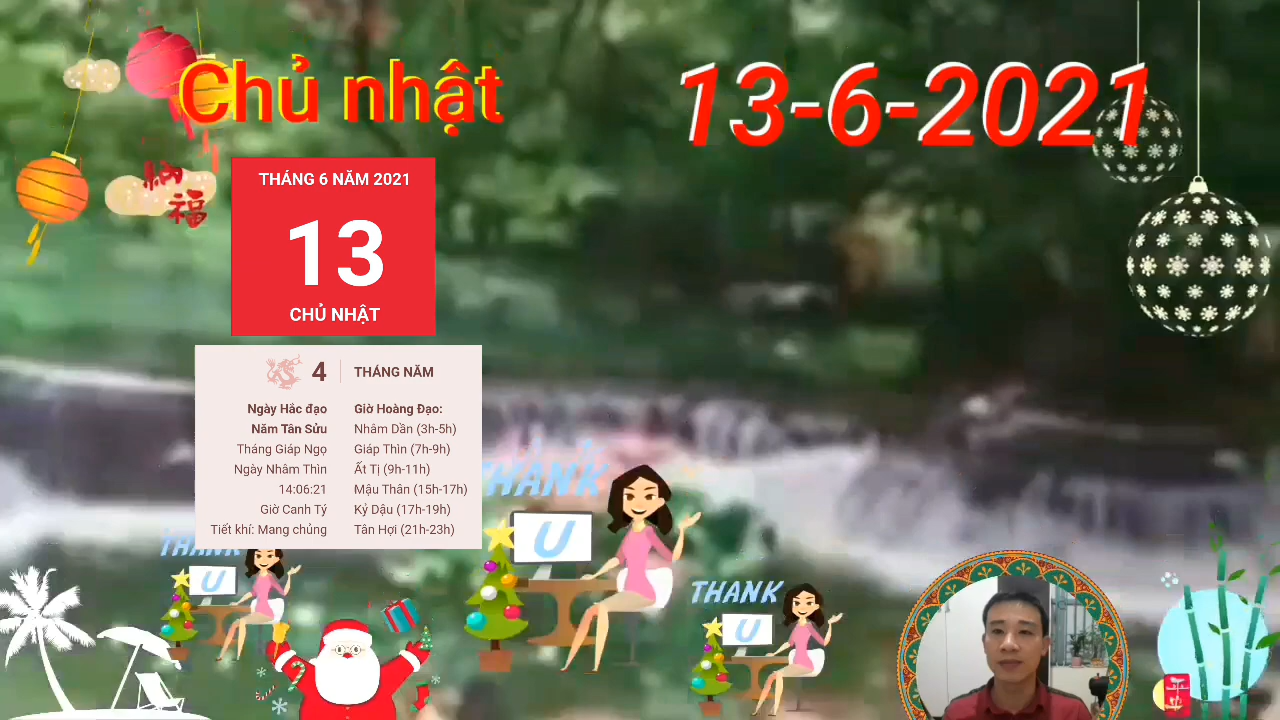 Chủ nhật
13-6-2021
納
福
THÁNG 6 NĂM 2021
13
CHỦ NHẬT
4
THÁNG NĂM
Ngày Hắc đạo
Năm Tân Sửu
Tháng Giáp Ngọ
Ngày Nhâm Thìn
14:06:21
Giờ Canh Tý
Tiết khí: Mang chủng
Giờ Hoàng Đạo:
Nhâm Dần (3h-5h)
Giáp Thìn (7h-9h)
Ất Tị (9h-11h)
Mậu Thân (15h-17h)
Kỷ Dậu (17h-19h)
Tân Hợi (21h-23h)
THANK
U
THANK
U
THANK
U